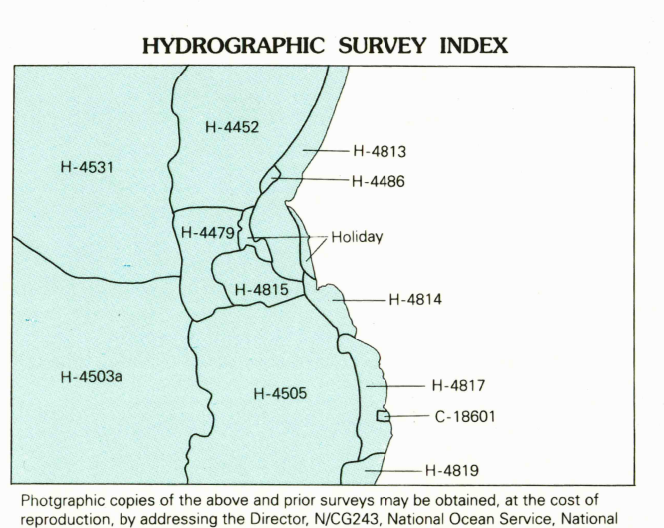 HYDROGRAPHIC SURVEY INDEX
H-4452
H-4813
H-4531
H-4486
H-4479
Holiday
H-4815
H-4814
H-4503a
H-4505
H-4817
C-18601
H-4819
Photgraphic copies of the above and prior surveys may be obtained, at the cost of
reproduction, by addressing the Director, N/CG243, National Ocean Service, National